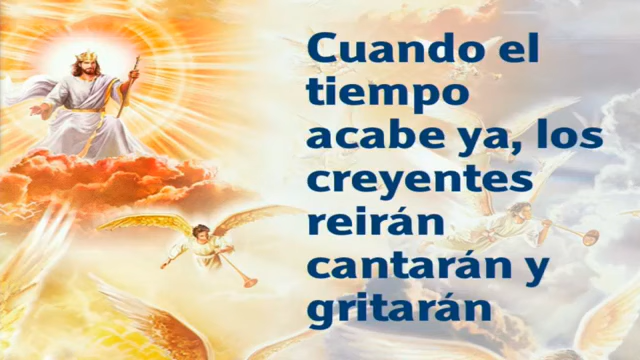 Cuando el
tiempo
acabe ya, los
creyentes
reirán
cantarán y
gritarán